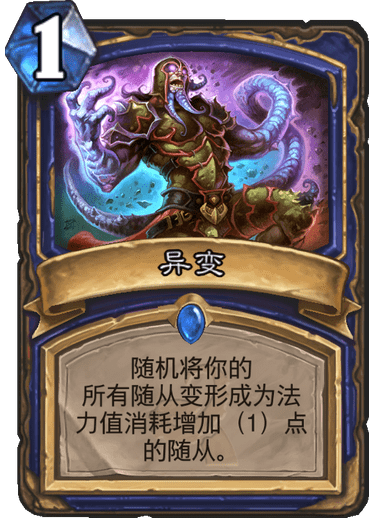 1
异变
随机将你的
所有随从变形成为法
力值消耗增加（1）点
的随从。